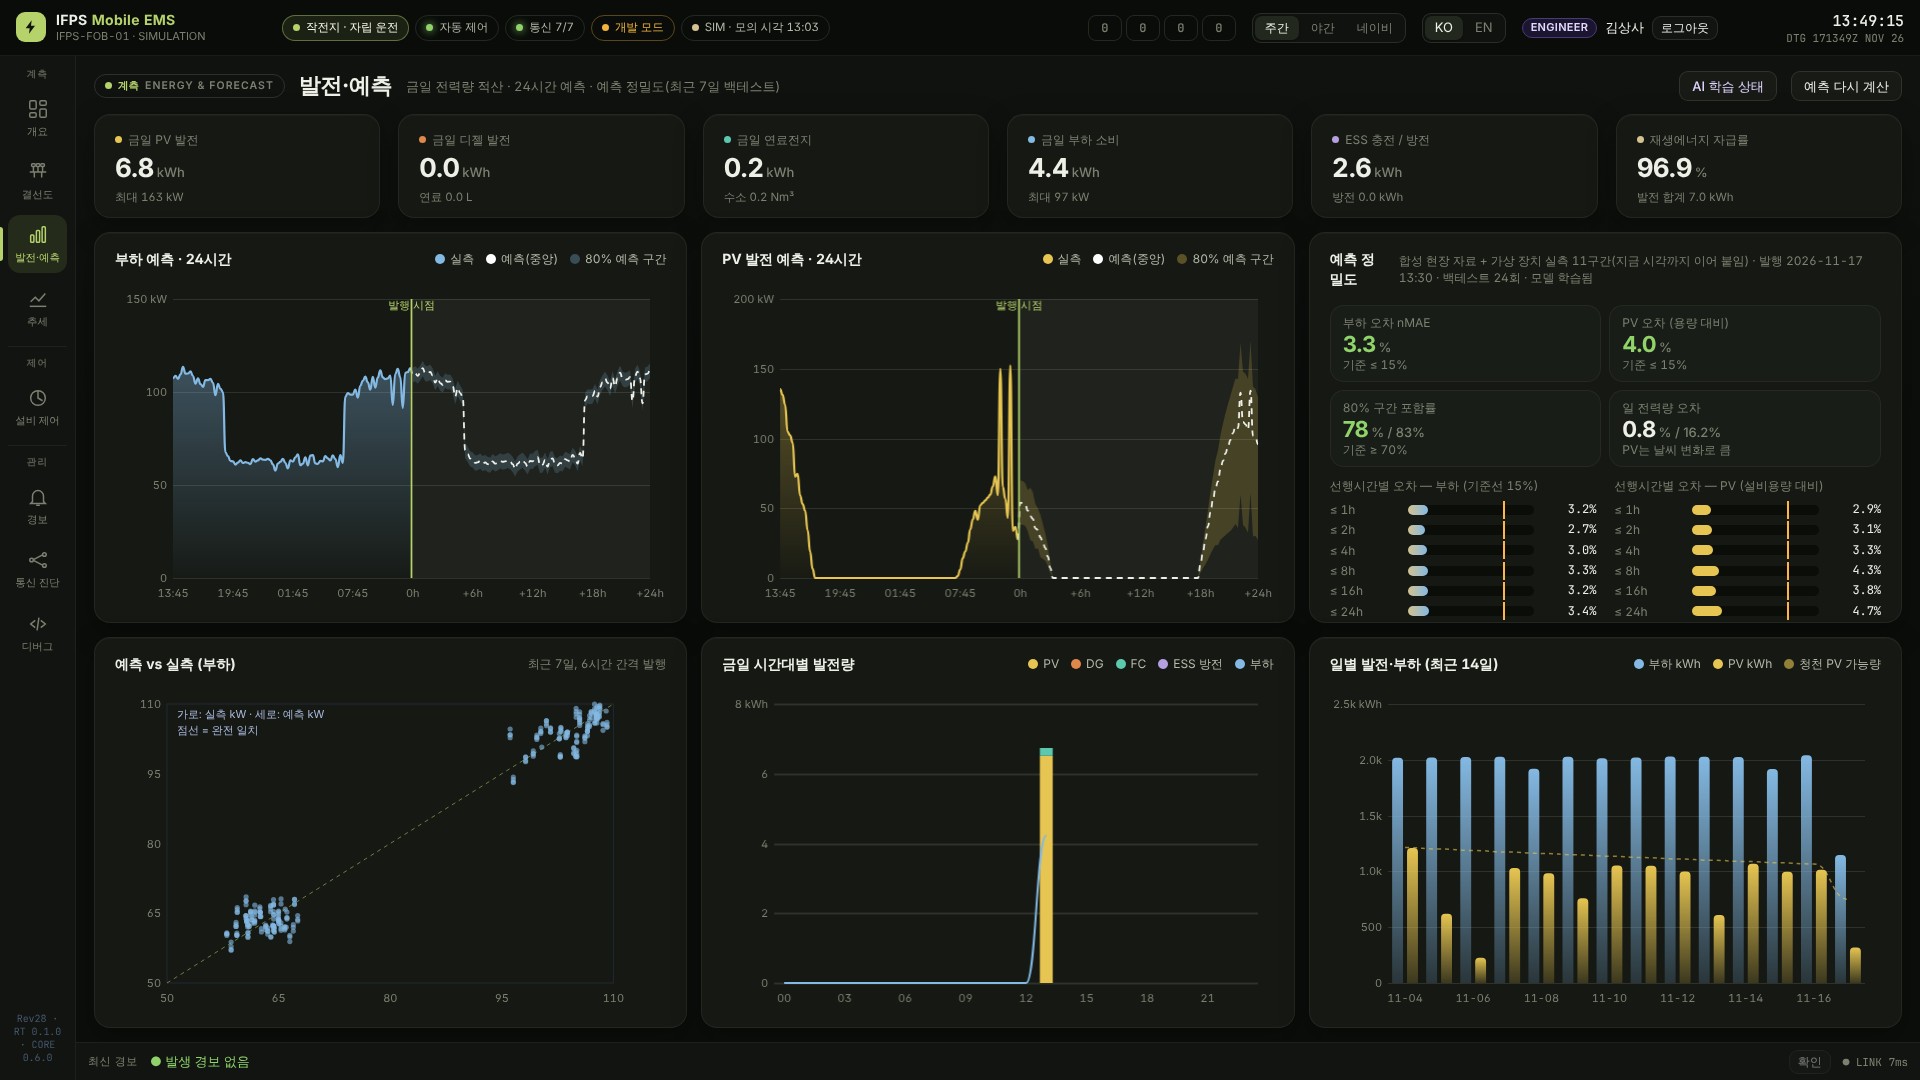 IFPS Mobile EMS
IFPS-FOB-01 · SIMULATION
작전지 · 자립 운전
자동 제어
통신 7/7
개발 모드
SIM · 모의 시각 13:03
0 0 0 0
주간 야간 네이비
KO EN
ENGINEER 김상사 로그아웃
13:49:15
DTG 171349Z NOV 26
계측
개요
결선도
발전·예측
추세
제어
설비 제어
관리
경보
통신 진단
디버그
Rev28 ·
RT 0.1.0
· CORE
0.6.0
계측 ENERGY & FORECAST
발전·예측
금일 전력량 적산 · 24시간 예측 · 예측 정밀도(최근 7일 백테스트)
AI 학습 상태
예측 다시 계산
금일 PV 발전
6.8 kWh
최대 163 kW
금일 디젤 발전
0.0 kWh
연료 0.0 L
금일 연료전지
0.2 kWh
수소 0.2 Nm³
금일 부하 소비
4.4 kWh
최대 97 kW
ESS 충전 / 방전
2.6 kWh
방전 0.0 kWh
재생에너지 자급률
96.9 %
발전 합계 7.0 kWh
부하 예측 · 24시간
실측 예측(중앙) 80% 예측 구간
발행 시점
150 kW
100
50
0
13:45 19:45 01:45 07:45 0h +6h +12h +18h +24h
PV 발전 예측 · 24시간
실측 예측(중앙) 80% 예측 구간
발행 시점
200 kW
150
100
50
0
13:45 19:45 01:45 07:45 0h +6h +12h +18h +24h
예측 정
밀도
합성 현장 자료 + 가상 장치 실측 11구간(지금 시각까지 이어 붙임) · 발행 2026-11-17
13:30 · 백테스트 24회 · 모델 학습됨
부하 오차 nMAE
3.3 %
기준 ≤ 15%
PV 오차 (용량 대비)
4.0 %
기준 ≤ 15%
80% 구간 포함률
78 % / 83%
기준 ≥ 70%
일 전력량 오차
0.8 % / 16.2%
PV는 날씨 변화로 큼
선행시간별 오차 — 부하 (기준선 15%)
≤ 1h 3.2%
≤ 2h 2.7%
≤ 4h 3.0%
≤ 8h 3.3%
≤ 16h 3.2%
≤ 24h 3.4%
선행시간별 오차 — PV (설비용량 대비)
≤ 1h 2.9%
≤ 2h 3.1%
≤ 4h 3.3%
≤ 8h 4.3%
≤ 16h 3.8%
≤ 24h 4.7%
예측 vs 실측 (부하)
최근 7일, 6시간 간격 발행
가로: 실측 kW · 세로: 예측 kW
점선 = 완전 일치
110
95
80
65
50
50 65 80 95 110
금일 시간대별 발전량
PV DG FC ESS 방전 부하
8 kWh
6
4
2
0
00 03 06 09 12 15 18 21
일별 발전·부하 (최근 14일)
부하 kWh PV kWh 청천 PV 가능량
2.5k kWh
2.0k
1.5k
1.0k
500
0
11-04 11-06 11-08 11-10 11-12 11-14 11-16
최신 경보
발생 경보 없음
확인
LINK 7ms